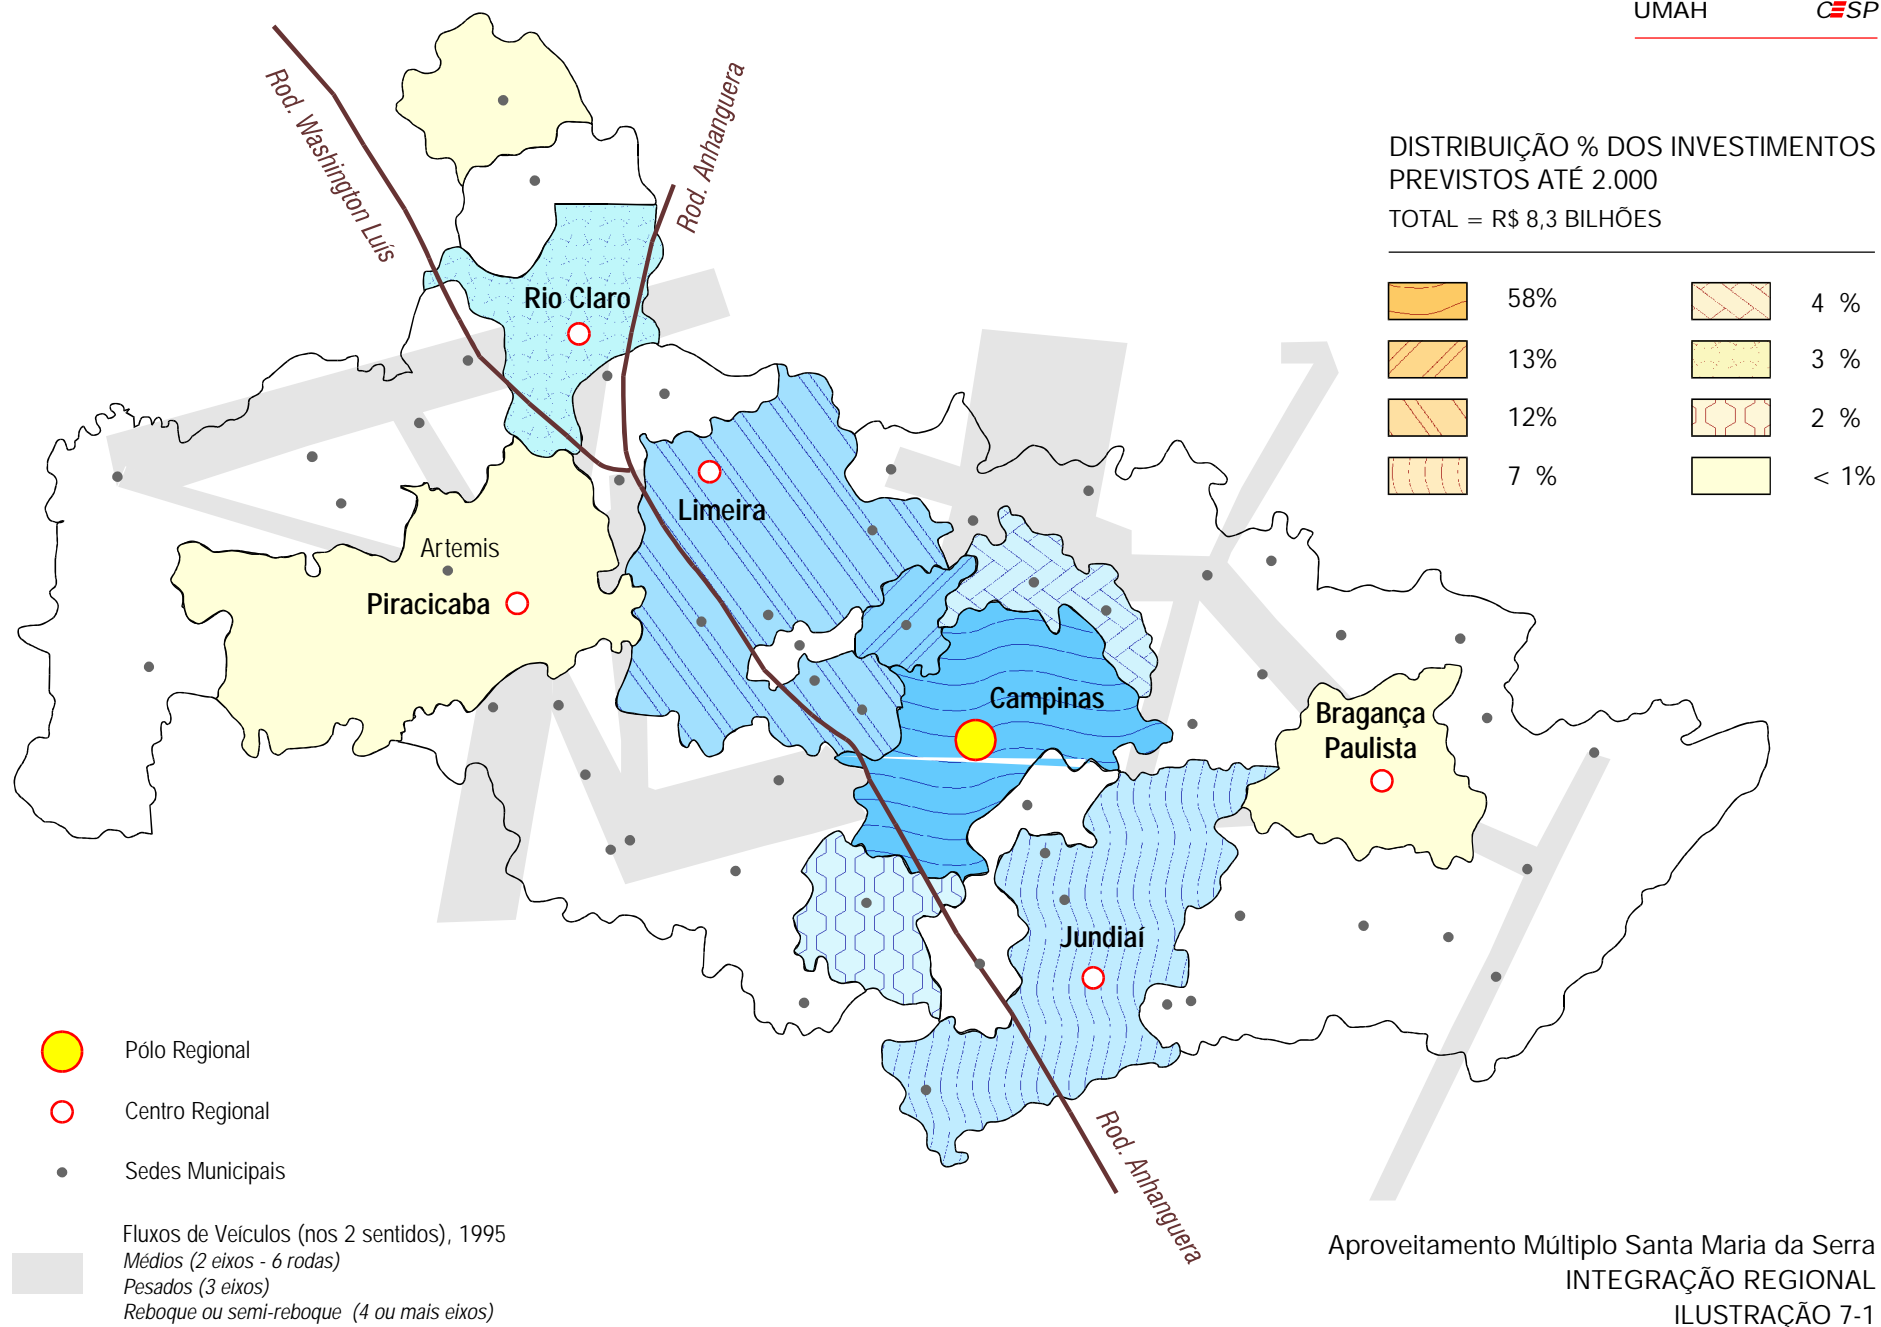 UMAH CESP
DISTRIBUIÇÃO % DOS INVESTIMENTOS
PREVISTOS ATÉ 2.000
TOTAL = R$ 8,3 BILHÕES
58%
4 %
13%
3 %
12%
2 %
7 %
< 1%
Rod. Washington Luís
Rod. Anhanguera
Rio Claro
Limeira
Artemis
Piracicaba
Campinas
Bragança
Paulista
Jundiaí
Rod. Anhanguera
Pólo Regional
Centro Regional
Sedes Municipais
Fluxos de Veículos (nos 2 sentidos), 1995
Médios (2 eixos - 6 rodas)
Pesados (3 eixos)
Reboque ou semi-reboque (4 ou mais eixos)
Aproveitamento Múltiplo Santa Maria da Serra
INTEGRAÇÃO REGIONAL
ILUSTRAÇÃO 7-1